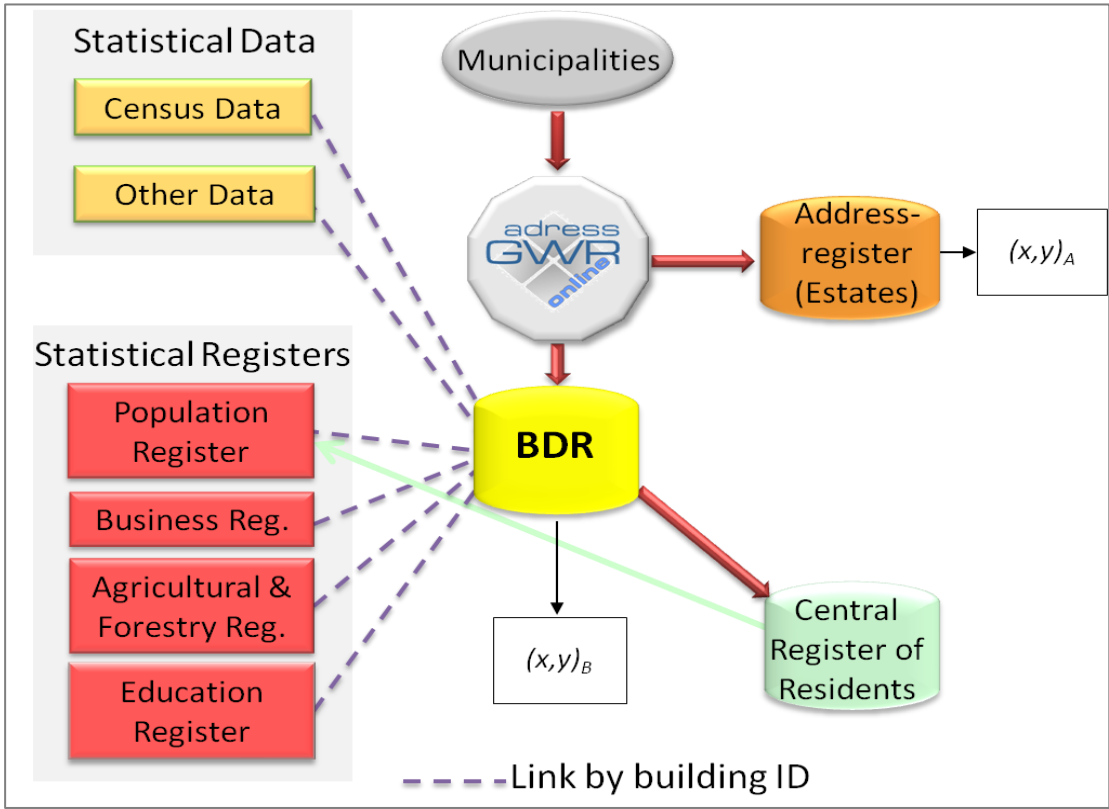 Statistical Data
Census Data
Other Data
Municipalities
adress
GWR
online
Address-
register
(Estates)
(x,y)A
Statistical Registers
Population
Register
Business Reg.
Agricultural &
Forestry Reg.
Education
Register
BDR
(x,y)B
Central
Register of
Residents
Link by building ID